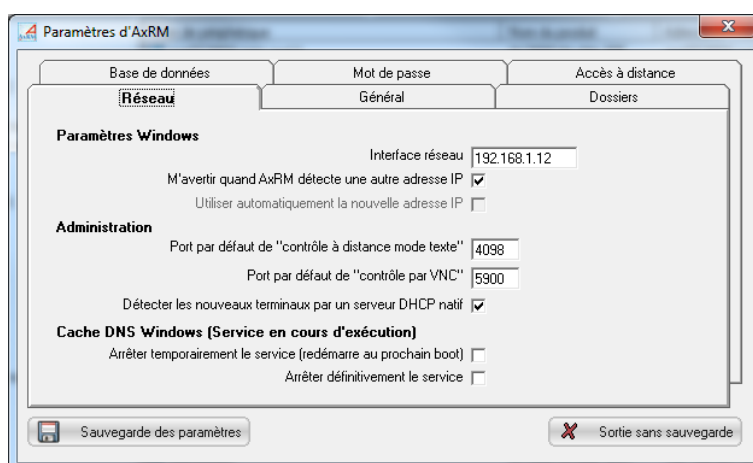 Paramètres d'AxRM
Base de données
Mot de passe
Accès à distance
Réseau
Général
Dossiers
Paramètres Windows
Interface réseau 192.168.1.12
M'avertir quand AxRM détecte une autre adresse IP
Utiliser automatiquement la nouvelle adresse IP
Administration
Port par défaut de "contrôle à distance mode texte" 4098
Port par défaut de "contrôle par VNC" 5900
Détecter les nouveaux terminaux par un serveur DHCP natif
Cache DNS Windows (Service en cours d'exécution)
Arrêter temporairement le service (redémarre au prochain boot)
Arrêter définitivement le service
Sauvegarde des paramètres
Sortie sans sauvegarde